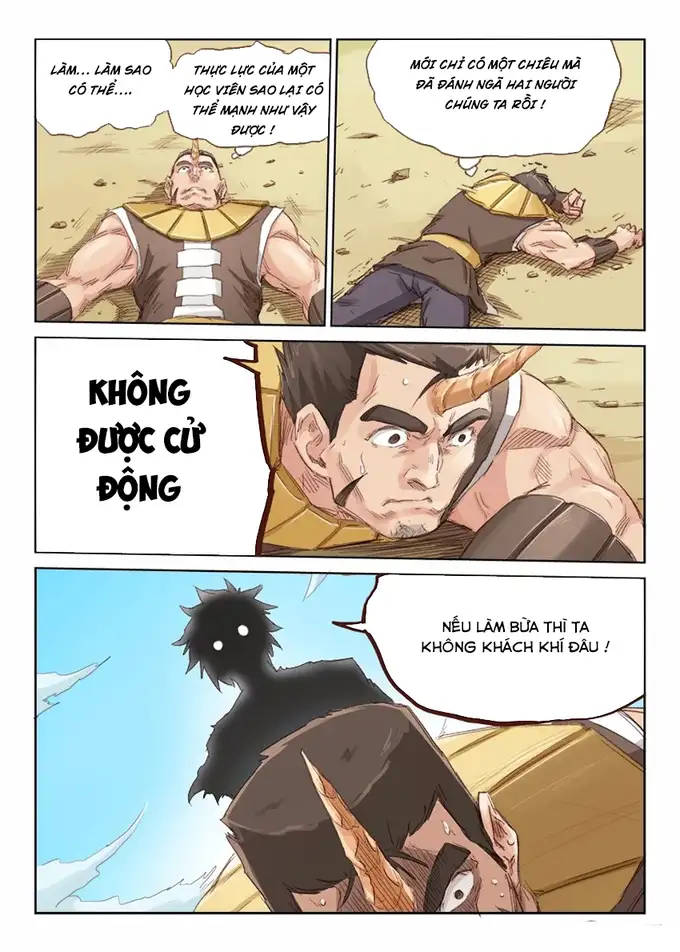 LÀM... LÀM SAO
CÓ THỂ....
THỰC LỰC CỦA MỘT
HỌC VIÊN SAO LẠI CÓ
THỂ MẠNH NHƯ VẬY
ĐƯỢC !
MỚI CHỈ CÓ MỘT CHIÊU MÀ
ĐÃ ĐÁNH NGÃ HAI NGƯỜI
CHÚNG TA RỒI !
KHÔNG
ĐƯỢC CỬ
ĐỘNG
NẾU LÀM BỪA THÌ TA
KHÔNG KHÁCH KHÍ ĐÂU !